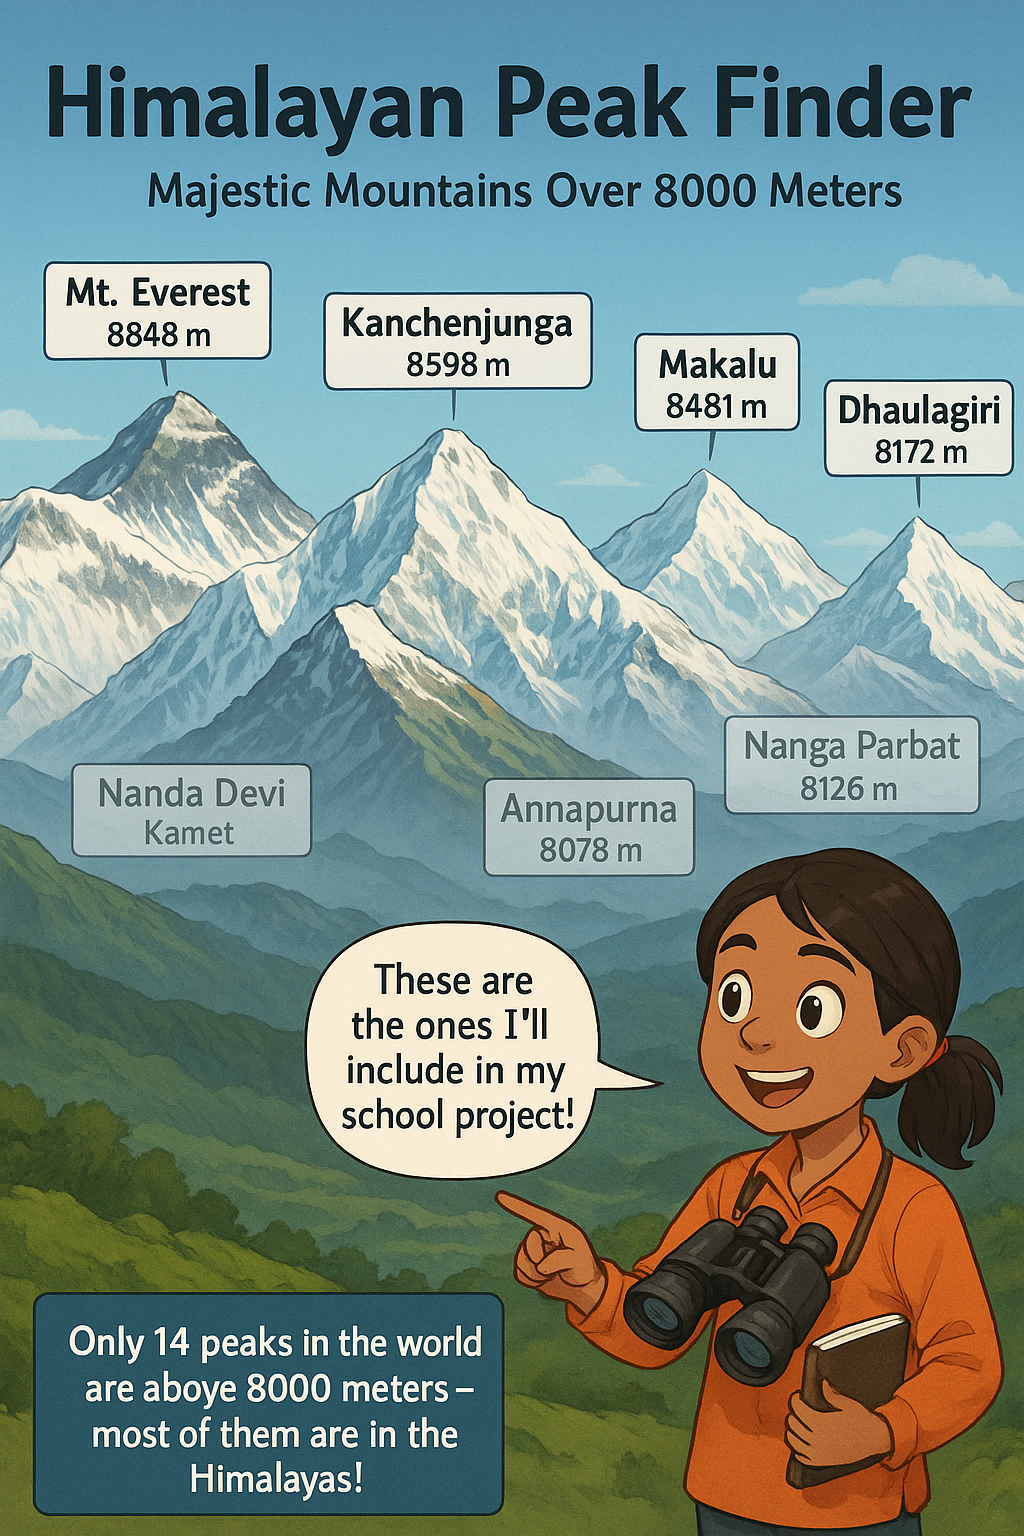 Himalayan Peak Finder
Majestic Mountains Over 8000 Meters
Mt. Everest
8848 m
Kanchenjunga
8598 m
Makalu
8481 m
Dhaulagiri
8172 m
Nanga Parbat
8126 m
Nanda Devi
Kamet
Annapurna
8078 m
These are
the ones I'll
include in my
school project!
Only 14 peaks in the world
are aboye 8000 meters –
most of them are in the
Himalayas!